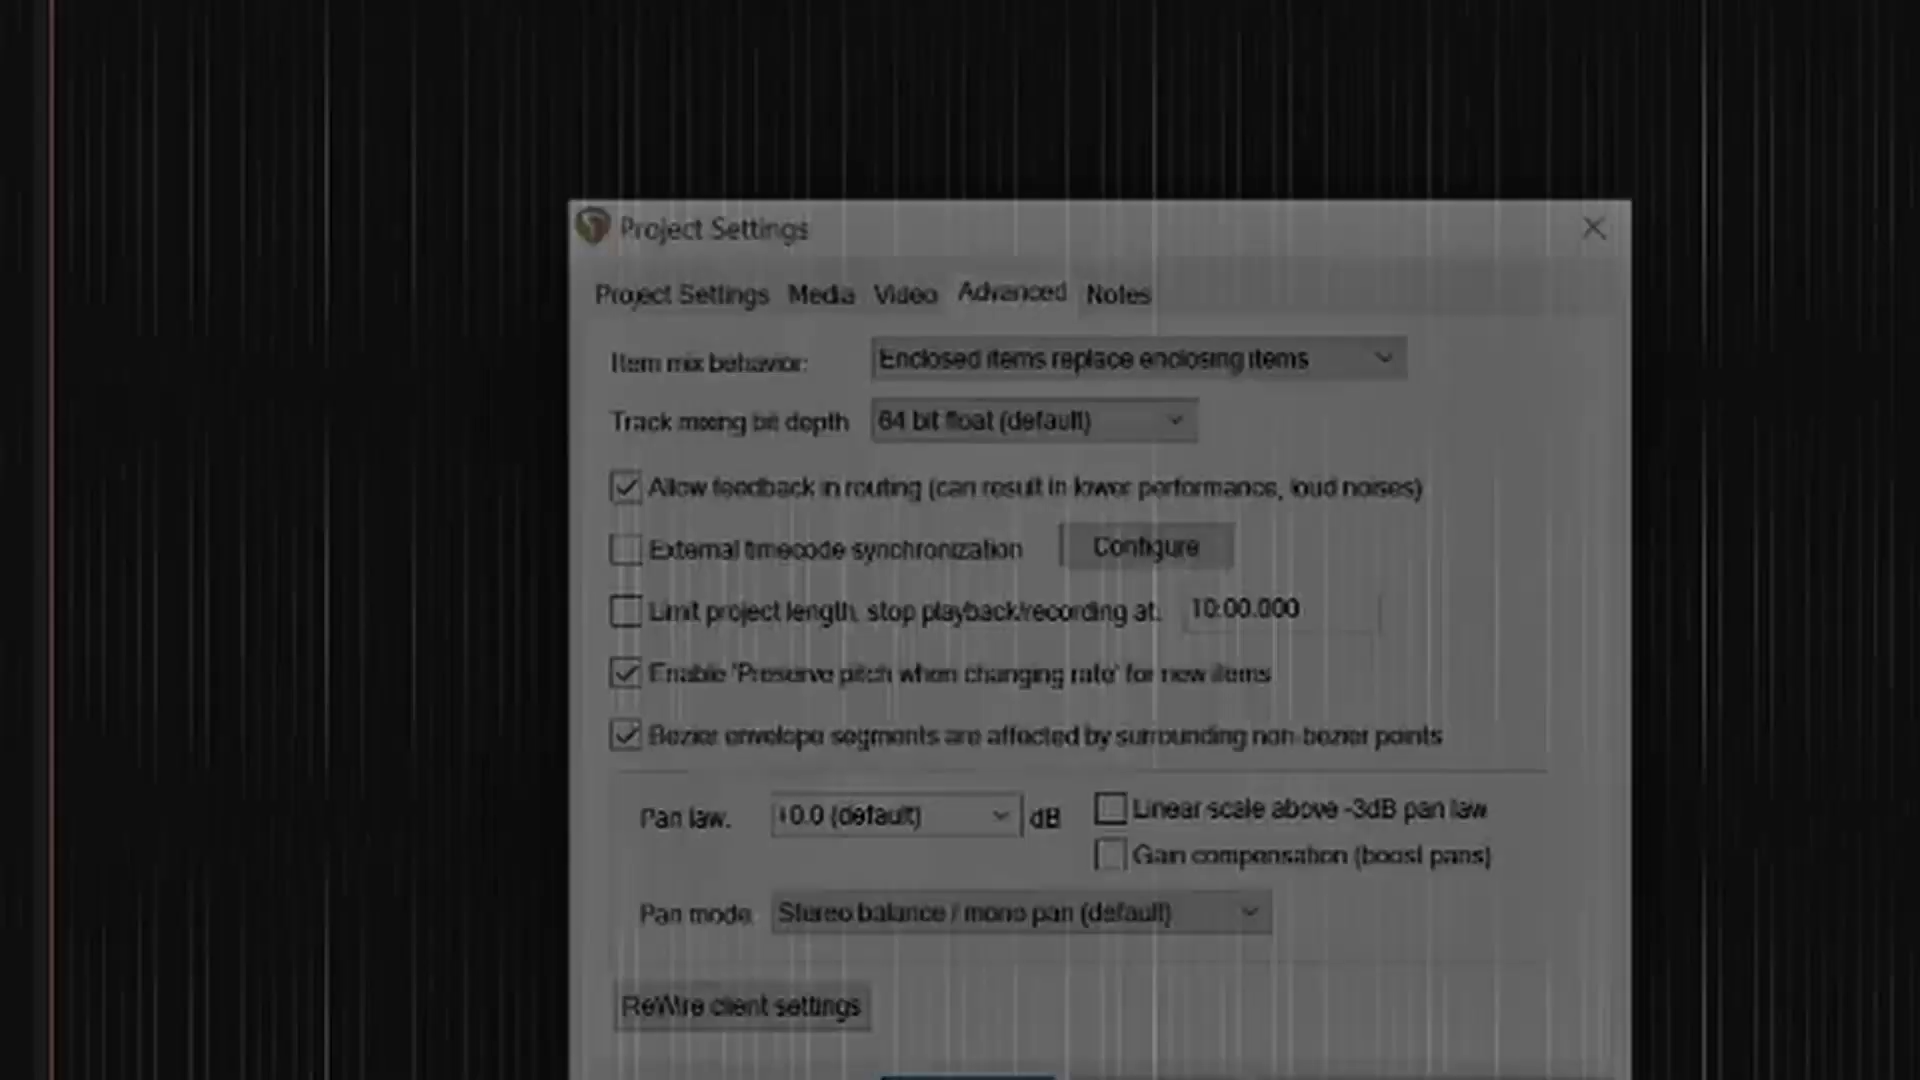 Project Settings
Project Settings Media Video Advanced Notes
Item mix behavior: Enclosed items replace enclosing items
Track mixing bit depth 64 bit float (default)
Allow feedback in routing (can result in lower performance, loud noises)
External timecode synchronization Configure
Limit project length, stop playback/recording at: 10:00.000
Enable 'Preserve pitch when changing rate' for new items
Bezier envelope segments are affected by surrounding non-bezier points
Pan law: +0.0 (default) dB Linear scale above -3dB pan law
Gain compensation (boost pans)
Pan mode: Stereo balance / mono pan (default)
ReWire client settings